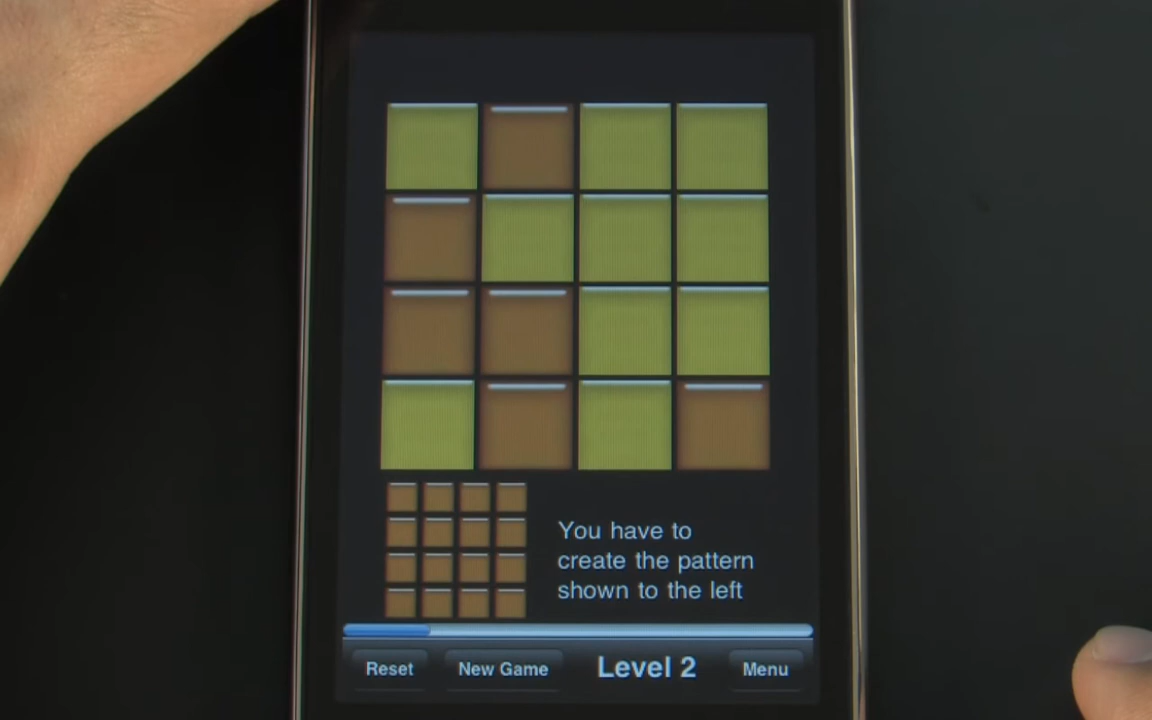 You have to
create the pattern
shown to the left
Reset
New Game
Level 2
Menu